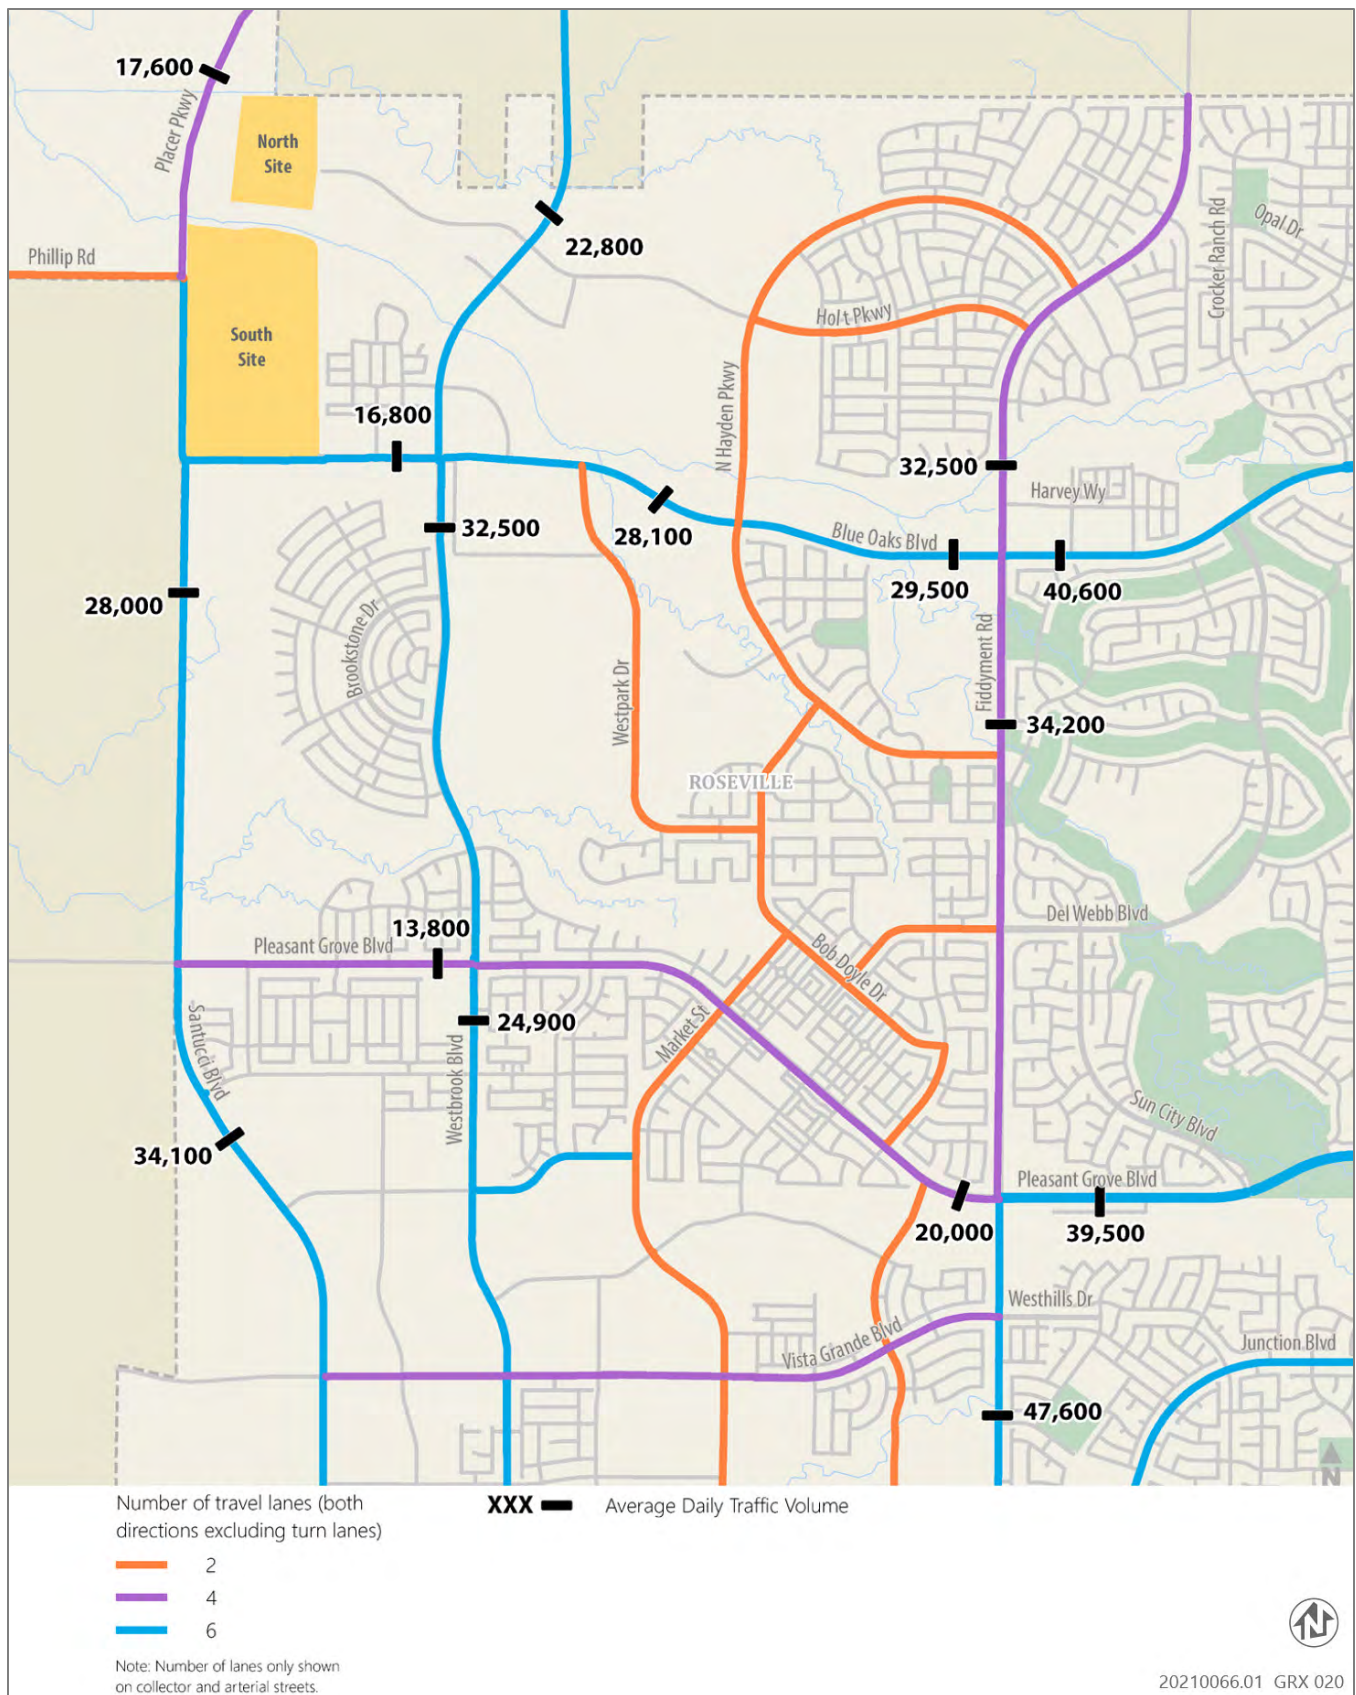 17,600
Placer Pkwy
North
Site
22,800
Phillip Rd
South
Site
Crocker Ranch Rd
Opal Dr
Holt Pkwy
N Hayden Pkwy
16,800
32,500
Harvey Wy
32,500
28,100
Blue Oaks Blvd
29,500
40,600
28,000
Brookstone Dr
Westpark Dr
Fiddyment Rd
34,200
ROSEVILLE
Del Webb Blvd
13,800
Pleasant Grove Blvd
Bob Doyle Dr
24,900
Market St
Santucci Blvd
Westbrook Blvd
Sun City Blvd
34,100
Pleasant Grove Blvd
20,000
39,500
Westhills Dr
Vista Grande Blvd
Junction Blvd
47,600
N
Number of travel lanes (both
directions excluding turn lanes)
XXX Average Daily Traffic Volume
2
4
6
Note: Number of lanes only shown
on collector and arterial streets.
N
20210066.01 GRX 020